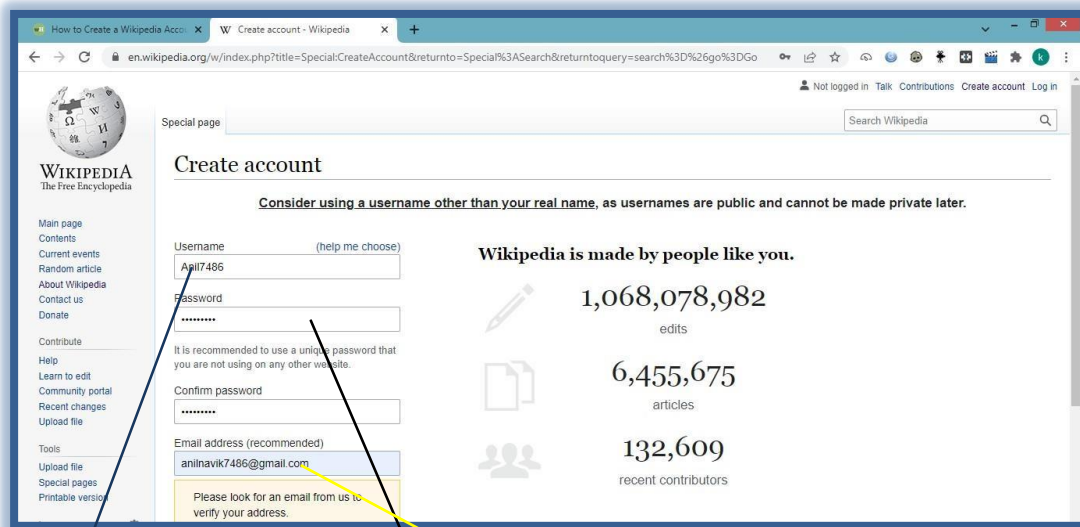 How to Create a Wikipedia Acco
Create account - Wikipedia
en.wikipedia.org/w/index.php?title=Special:CreateAccount&returnto=Special%3ASearch&returntoquery=search%3D%26go%3DGo
k
Not logged in Talk Contributions Create account Log in
Special page
Search Wikipedia
Ω W И
WIKIPEDIA
The Free Encyclopedia
Create account
Consider using a username other than your real name, as usernames are public and cannot be made private later.
Main page
Contents
Current events
Random article
About Wikipedia
Contact us
Donate
Contribute
Help
Learn to edit
Community portal
Recent changes
Upload file
Tools
Upload file
Special pages
Printable version
Username (help me choose)
Anil7486
Password
•••••••••
It is recommended to use a unique password that
you are not using on any other website.
Confirm password
•••••••••
Email address (recommended)
anilnavik7486@gmail.com
Please look for an email from us to
verify your address.
Wikipedia is made by people like you.
1,068,078,982
edits
6,455,675
articles
132,609
recent contributors